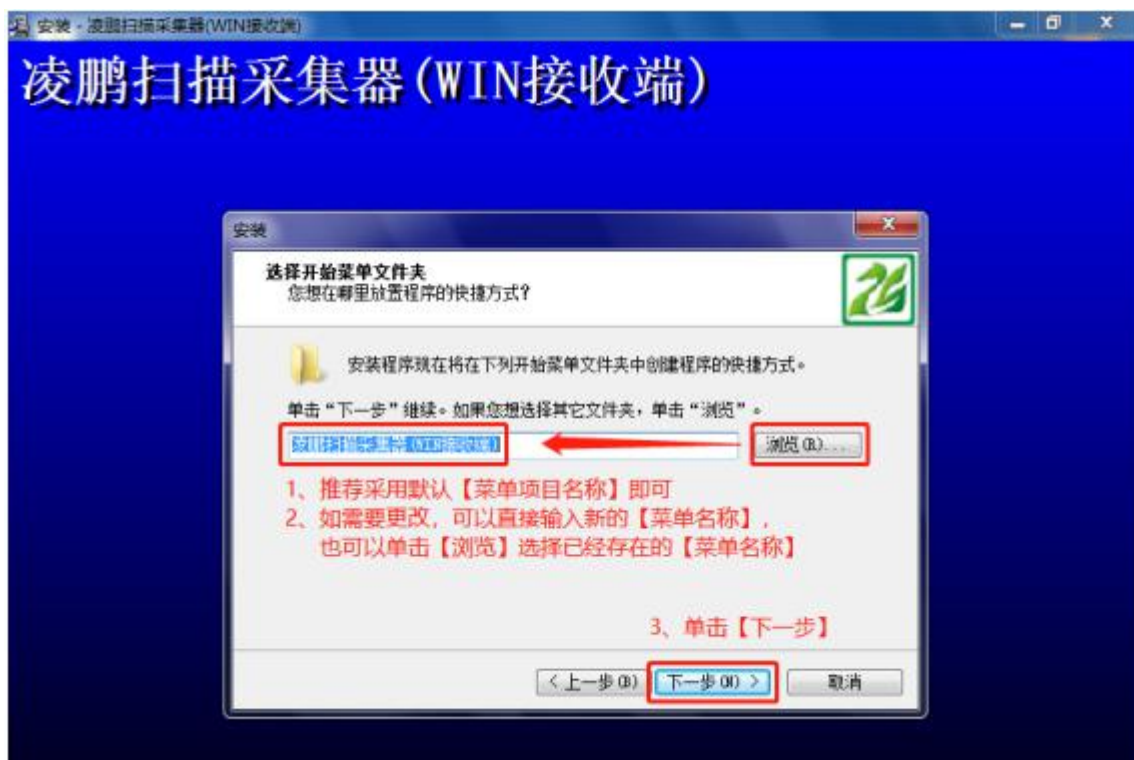 安装 - 凌鹏扫描采集器(WIN接收端)
凌鹏扫描采集器(WIN接收端)
安装
选择开始菜单文件夹
您想在哪里放置程序的快捷方式?
安装程序现在将在下列开始菜单文件夹中创建程序的快捷方式。
单击“下一步”继续。如果您想选择其它文件夹，单击“浏览”。
凌鹏扫描采集器(WIN接收端) 浏览(R)...
1、推荐采用默认【菜单项目名称】即可
2、如需要更改，可以直接输入新的【菜单名称】，
也可以单击【浏览】选择已经存在的【菜单名称】
3、单击【下一步】
< 上一步(B) 下一步(N) > 取消